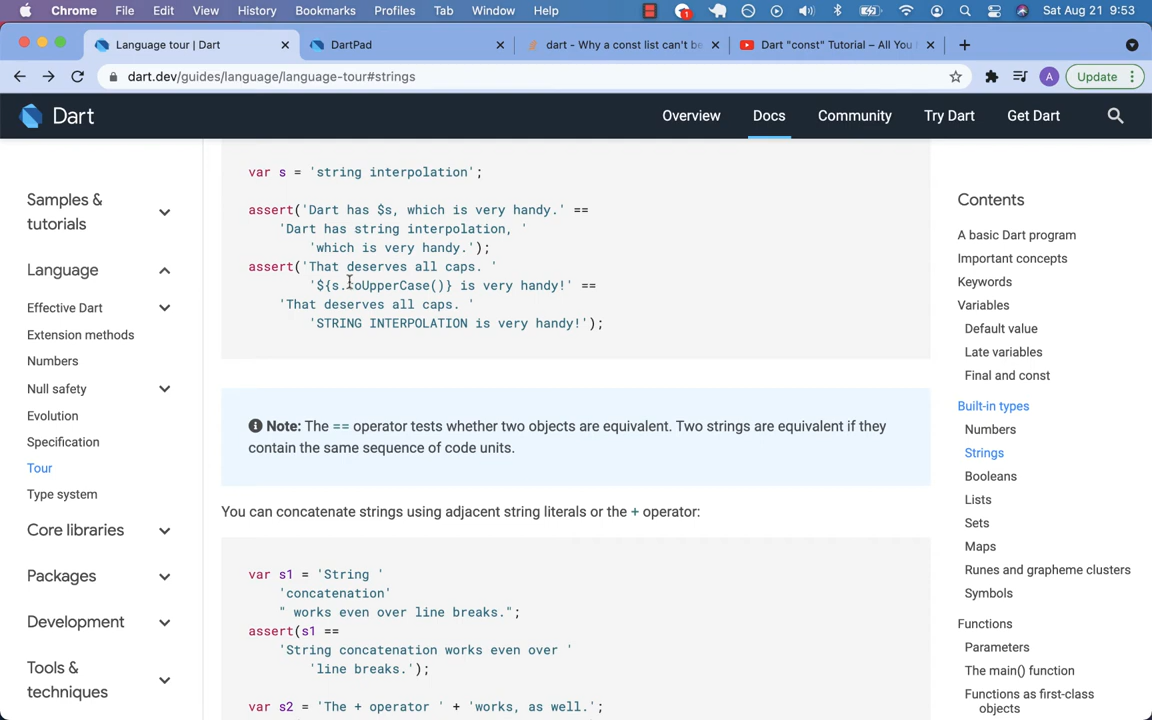 Chrome File Edit View History Bookmarks Profiles Tab Window Help 1 Sat Aug 21 9:53
Language tour | Dart DartPad dart - Why a const list can't be Dart "const" Tutorial – All You
dart.dev/guides/language/language-tour#strings A Update
Dart Overview Docs Community Try Dart Get Dart
Samples &
tutorials
Language
Effective Dart
Extension methods
Numbers
Null safety
Evolution
Specification
Tour
Type system
Core libraries
Packages
Development
Tools &
techniques
var s = 'string interpolation';
assert('Dart has $s, which is very handy.' ==
'Dart has string interpolation, '
'which is very handy.');
assert('That deserves all caps. '
'${s.toUpperCase()} is very handy!' ==
'That deserves all caps. '
'STRING INTERPOLATION is very handy!');
Note: The == operator tests whether two objects are equivalent. Two strings are equivalent if they
contain the same sequence of code units.
You can concatenate strings using adjacent string literals or the + operator:
var s1 = 'String '
'concatenation'
" works even over line breaks.";
assert(s1 ==
'String concatenation works even over '
'line breaks.');
var s2 = 'The + operator ' + 'works, as well.';
Contents
A basic Dart program
Important concepts
Keywords
Variables
Default value
Late variables
Final and const
Built-in types
Numbers
Strings
Booleans
Lists
Sets
Maps
Runes and grapheme clusters
Symbols
Functions
Parameters
The main() function
Functions as first-class
objects